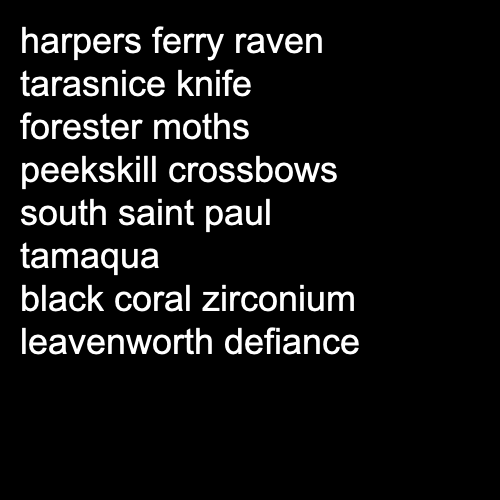 harpers ferry raven
tarasnice knife
forester moths
peekskill crossbows
south saint paul
tamaqua
black coral zirconium
leavenworth defiance